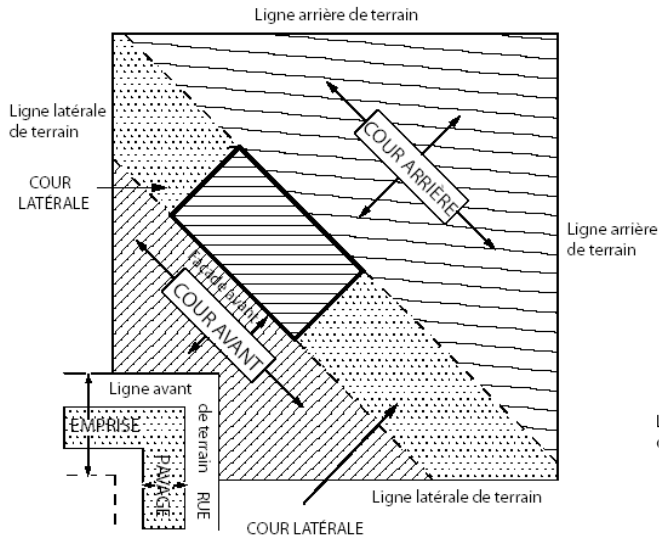 Ligne arrière de terrain
Ligne latérale
de terrain
COUR
LATÉRALE
COUR ARRIÈRE
Ligne arrière
de terrain
Façade avant
COUR AVANT
Ligne avant
de terrain
EMPRISE
PAVAGE
RUE
Ligne latérale de terrain
COUR LATÉRALE